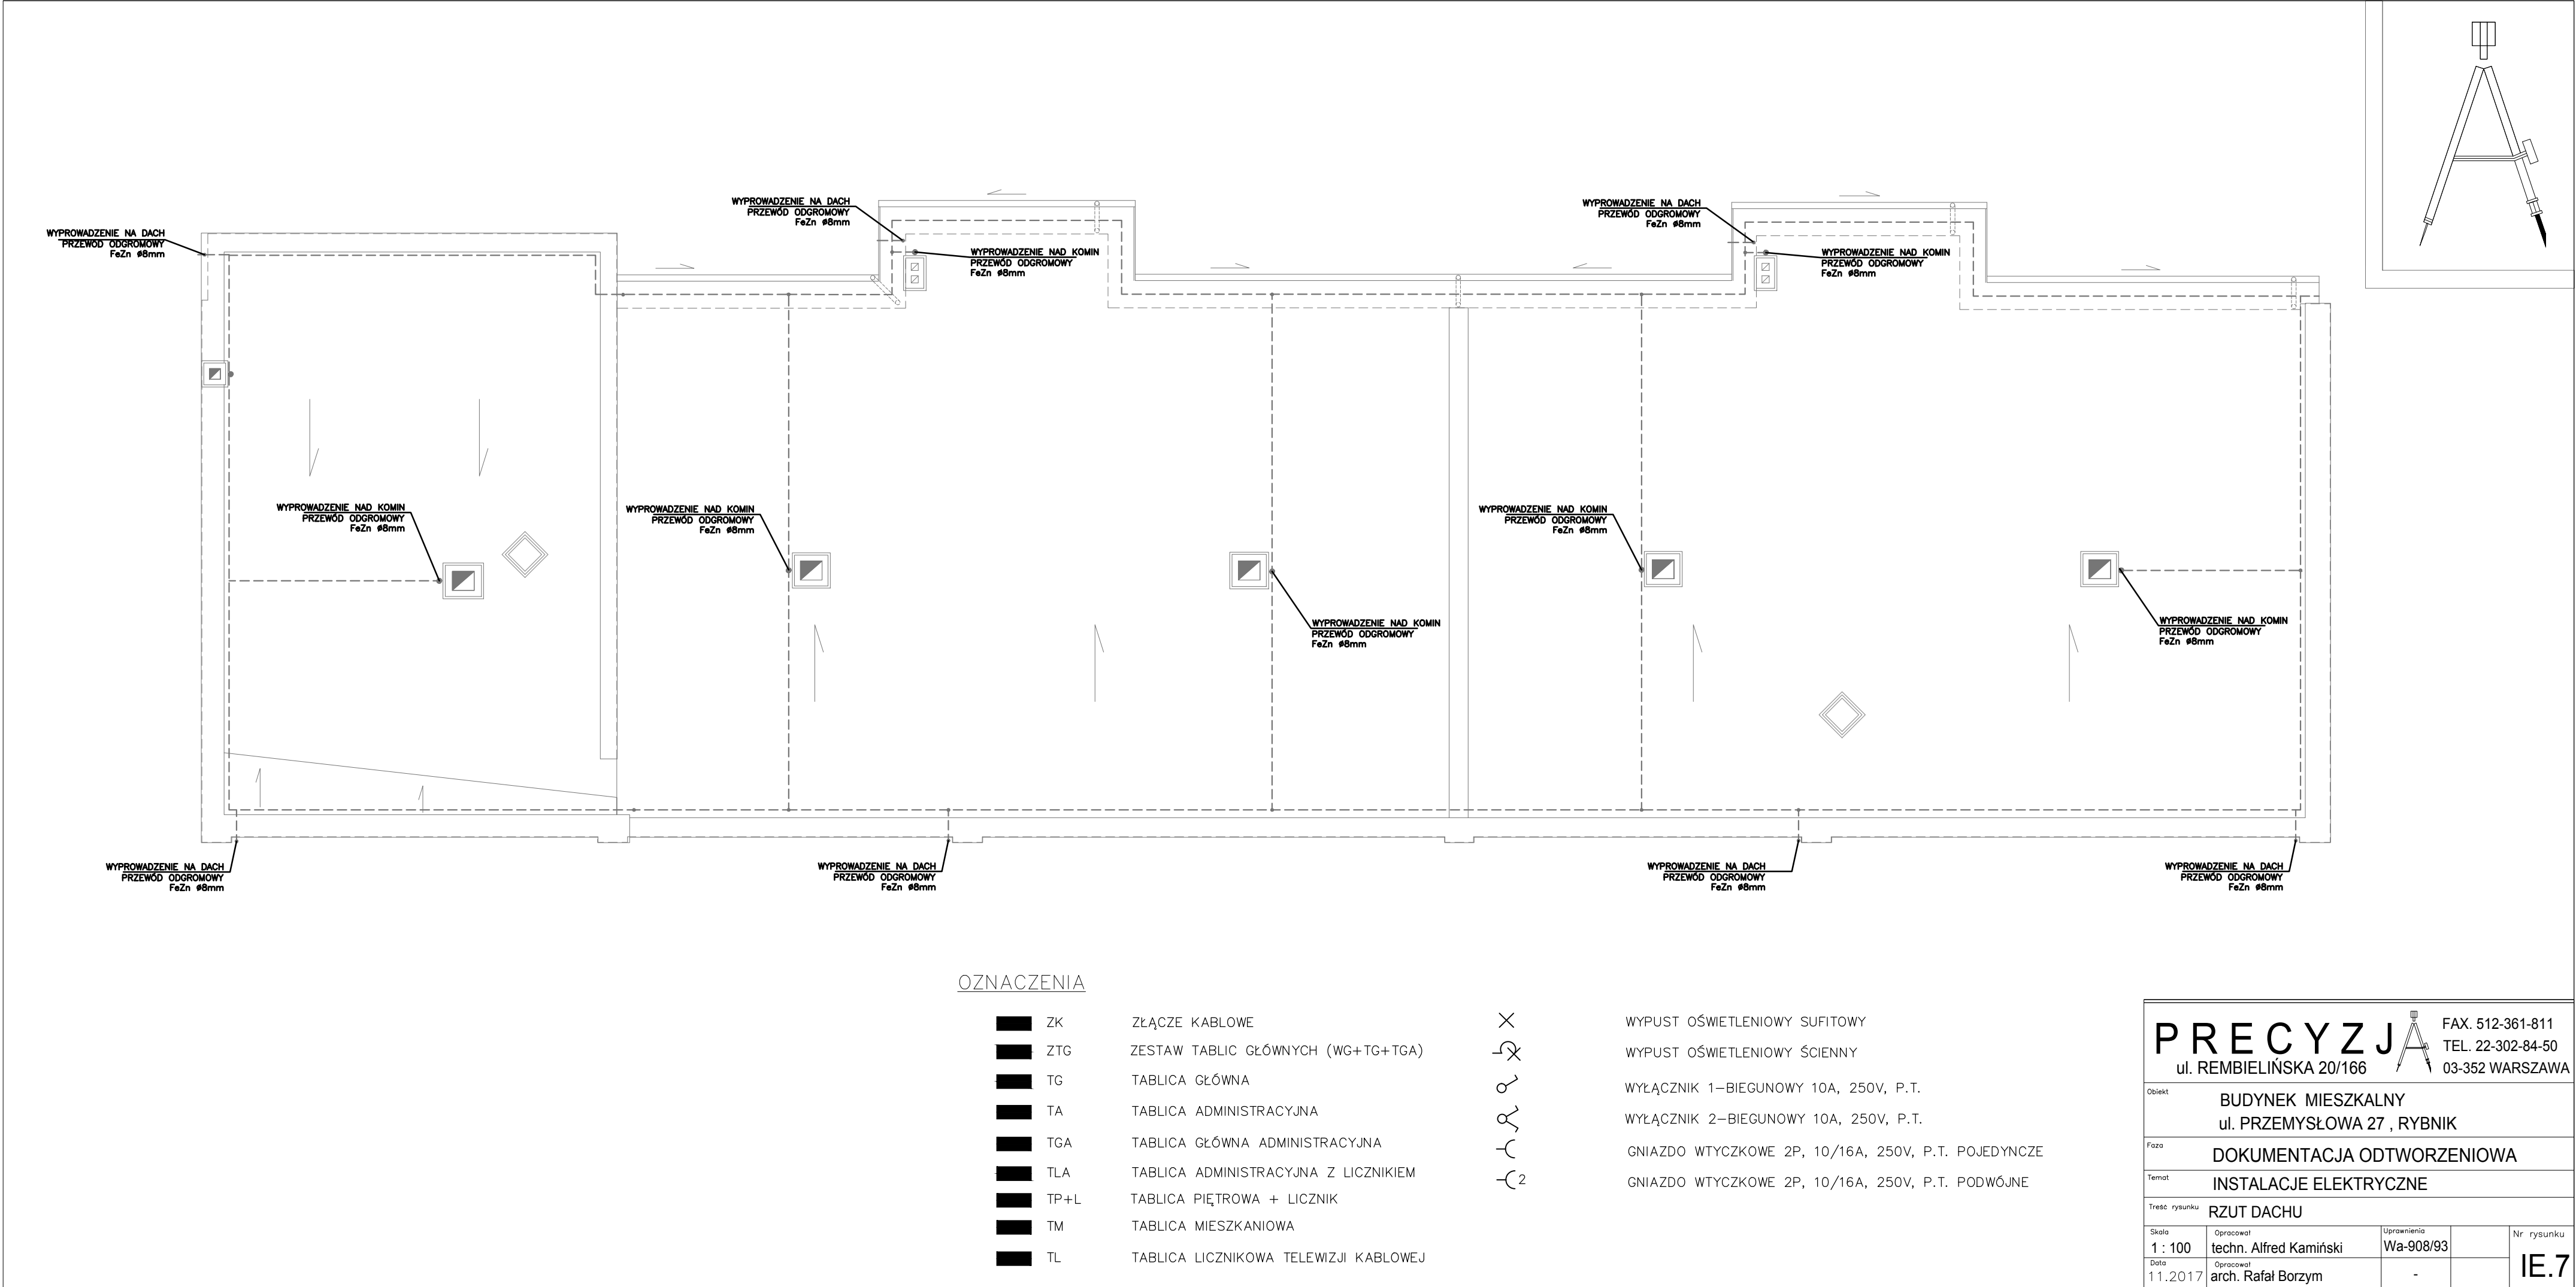 WYPROWADZENIE NA DACH
PRZEWÓD ODGROMOWY
FeZn ø8mm
WYPROWADZENIE NA DACH
PRZEWÓD ODGROMOWY
FeZn ø8mm
WYPROWADZENIE NAD KOMIN
PRZEWÓD ODGROMOWY
FeZn ø8mm
WYPROWADZENIE NA DACH
PRZEWÓD ODGROMOWY
FeZn ø8mm
WYPROWADZENIE NAD KOMIN
PRZEWÓD ODGROMOWY
FeZn ø8mm
WYPROWADZENIE NAD KOMIN
PRZEWÓD ODGROMOWY
FeZn ø8mm
WYPROWADZENIE NAD KOMIN
PRZEWÓD ODGROMOWY
FeZn ø8mm
WYPROWADZENIE NAD KOMIN
PRZEWÓD ODGROMOWY
FeZn ø8mm
WYPROWADZENIE NAD KOMIN
PRZEWÓD ODGROMOWY
FeZn ø8mm
WYPROWADZENIE NAD KOMIN
PRZEWÓD ODGROMOWY
FeZn ø8mm
WYPROWADZENIE NA DACH
PRZEWÓD ODGROMOWY
FeZn ø8mm
WYPROWADZENIE NA DACH
PRZEWÓD ODGROMOWY
FeZn ø8mm
WYPROWADZENIE NA DACH
PRZEWÓD ODGROMOWY
FeZn ø8mm
WYPROWADZENIE NA DACH
PRZEWÓD ODGROMOWY
FeZn ø8mm
OZNACZENIA
ZK ZŁĄCZE KABLOWE
ZTG ZESTAW TABLIC GŁÓWNYCH (WG+TG+TGA)
TG TABLICA GŁÓWNA
TA TABLICA ADMINISTRACYJNA
TGA TABLICA GŁÓWNA ADMINISTRACYJNA
TLA TABLICA ADMINISTRACYJNA Z LICZNIKIEM
TP+L TABLICA PIĘTROWA + LICZNIK
TM TABLICA MIESZKANIOWA
TL TABLICA LICZNIKOWA TELEWIZJI KABLOWEJ
WYPUST OŚWIETLENIOWY SUFITOWY
WYPUST OŚWIETLENIOWY ŚCIENNY
WYŁĄCZNIK 1-BIEGUNOWY 10A, 250V, P.T.
WYŁĄCZNIK 2-BIEGUNOWY 10A, 250V, P.T.
GNIAZDO WTYCZKOWE 2P, 10/16A, 250V, P.T. POJEDYNCZE
2 GNIAZDO WTYCZKOWE 2P, 10/16A, 250V, P.T. PODWÓJNE
PRECYZJA
ul. REMBIELIŃSKA 20/166
FAX. 512-361-811
TEL. 22-302-84-50
03-352 WARSZAWA
Obiekt
BUDYNEK MIESZKALNY
ul. PRZEMYSŁOWA 27 , RYBNIK
Faza
DOKUMENTACJA ODTWORZENIOWA
Temat
INSTALACJE ELEKTRYCZNE
Treść rysunku
RZUT DACHU
Skala
1 : 100
Opracował
techn. Alfred Kamiński
Uprawnienia
Wa-908/93
Nr rysunku
IE.7
Data
11.2017
Opracował
arch. Rafał Borzym
-